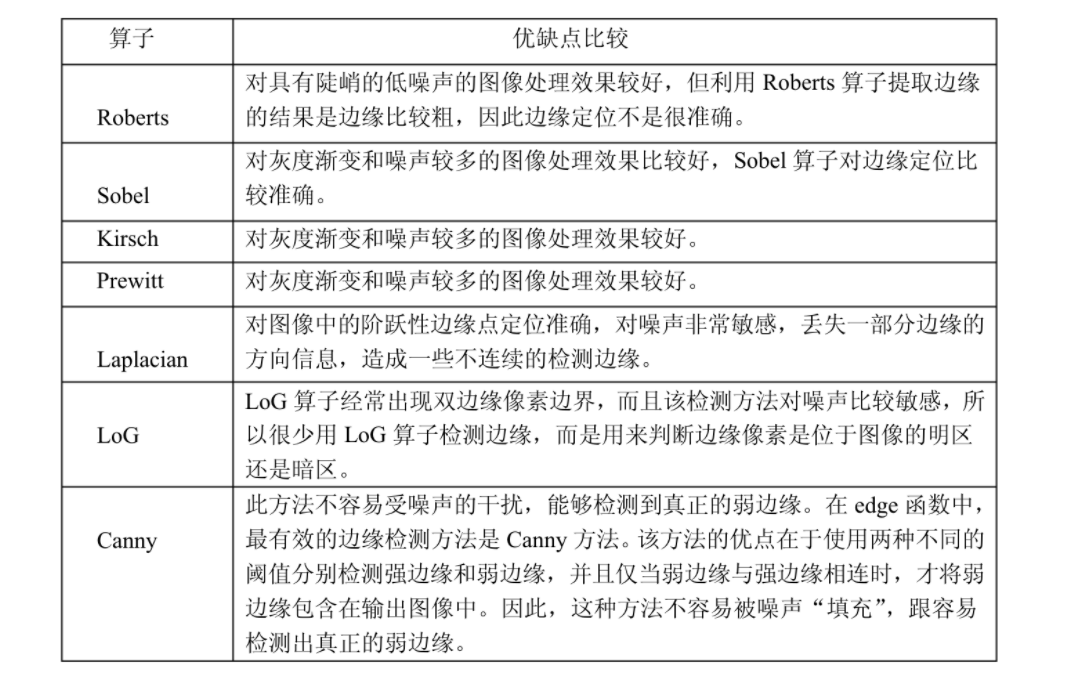 算子 优缺点比较
对具有陡峭的低噪声的图像处理效果较好，但利用 Roberts 算子提取边缘
Roberts 的结果是边缘比较粗，因此边缘定位不是很准确。
对灰度渐变和噪声较多的图像处理效果比较好，Sobel 算子对边缘定位比
Sobel 较准确。
Kirsch 对灰度渐变和噪声较多的图像处理效果较好。
Prewitt 对灰度渐变和噪声较多的图像处理效果较好。
对图像中的阶跃性边缘点定位准确，对噪声非常敏感，丢失一部分边缘的
Laplacian 方向信息，造成一些不连续的检测边缘。
LoG 算子经常出现双边缘像素边界，而且该检测方法对噪声比较敏感，所
LoG 以很少用 LoG 算子检测边缘，而是用来判断边缘像素是位于图像的明区
还是暗区。
此方法不容易受噪声的干扰，能够检测到真正的弱边缘。在 edge 函数中，
Canny 最有效的边缘检测方法是 Canny 方法。该方法的优点在于使用两种不同的
阈值分别检测强边缘和弱边缘，并且仅当弱边缘与强边缘相连时，才将弱
边缘包含在输出图像中。因此，这种方法不容易被噪声“填充”，跟容易
检测出真正的弱边缘。